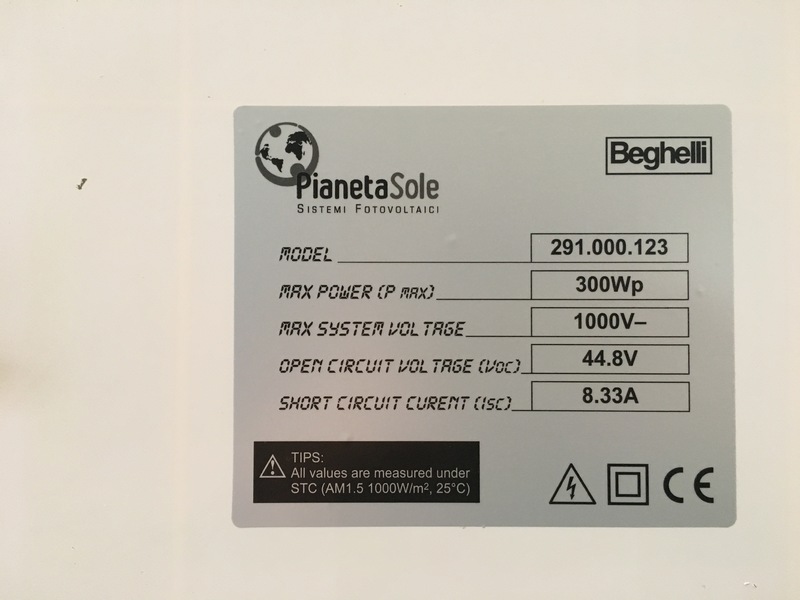 PianetaSole
SISTEMI FOTOVOLTAICI
Beghelli
MODEL 291.000.123
MAX POWER (P MAX) 300Wp
MAX SYSTEM VOLTAGE 1000V–
OPEN CIRCUIT VOLTAGE (VOC) 44.8V
SHORT CIRCUIT CURENT (ISC) 8.33A
TIPS:
All values are measured under
STC (AM1.5 1000W/m², 25°C)
CE